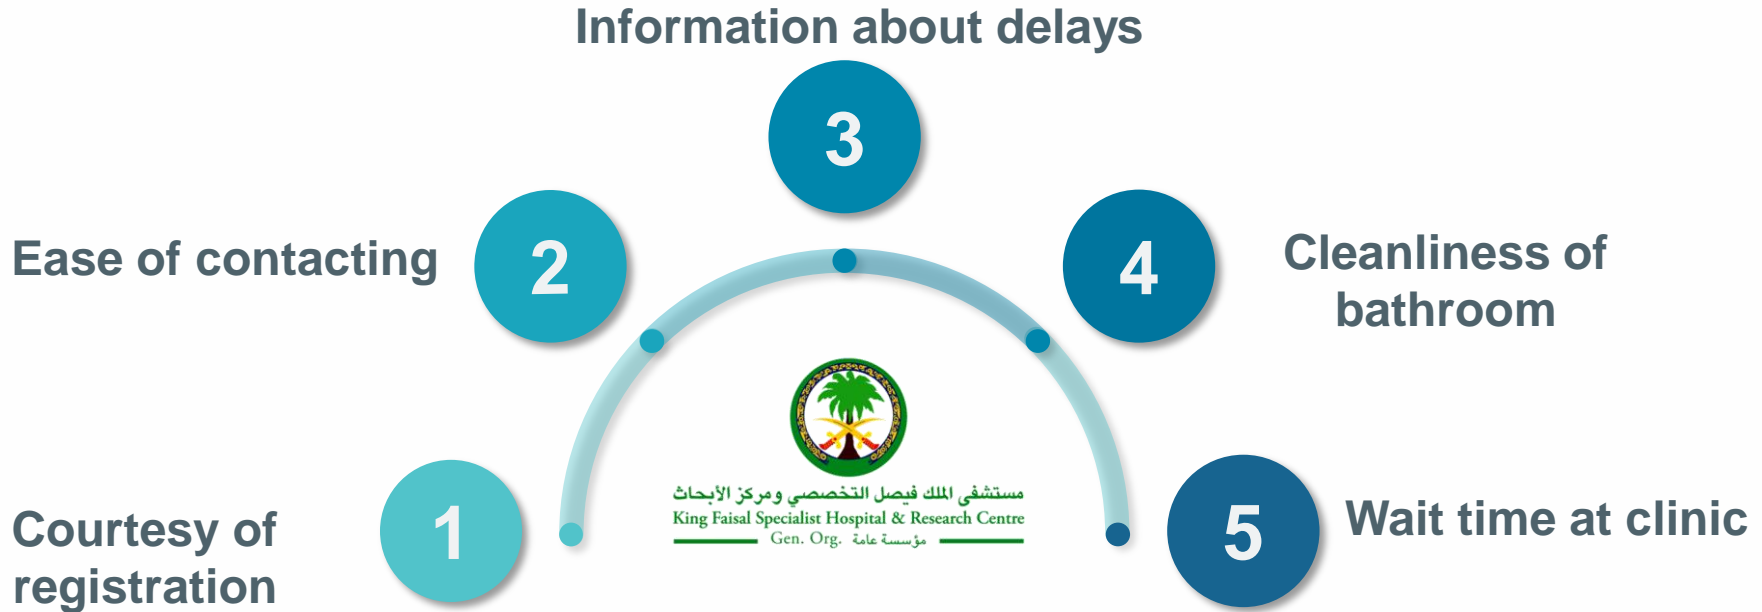 Information about delays
3
Ease of contacting
2
4
Cleanliness of
bathroom
مستشفى الملك فيصل التخصصي ومركز الأبحاث
King Faisal Specialist Hospital & Research Centre
Gen. Org. مؤسسة عامة
Courtesy of
registration
1
5
Wait time at clinic